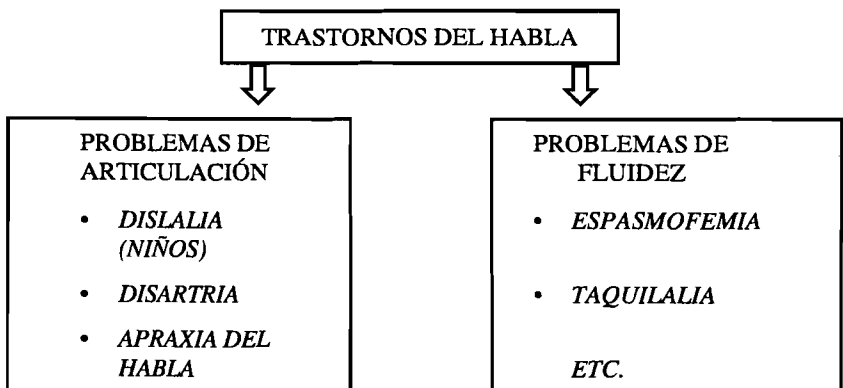 TRASTORNOS DEL HABLA
PROBLEMAS DE
ARTICULACIÓN
• DISLALIA
(NIÑOS)
• DISARTRIA
• APRAXIA DEL
HABLA
PROBLEMAS DE
FLUIDEZ
• ESPASMOFEMIA
• TAQUILALIA
ETC.